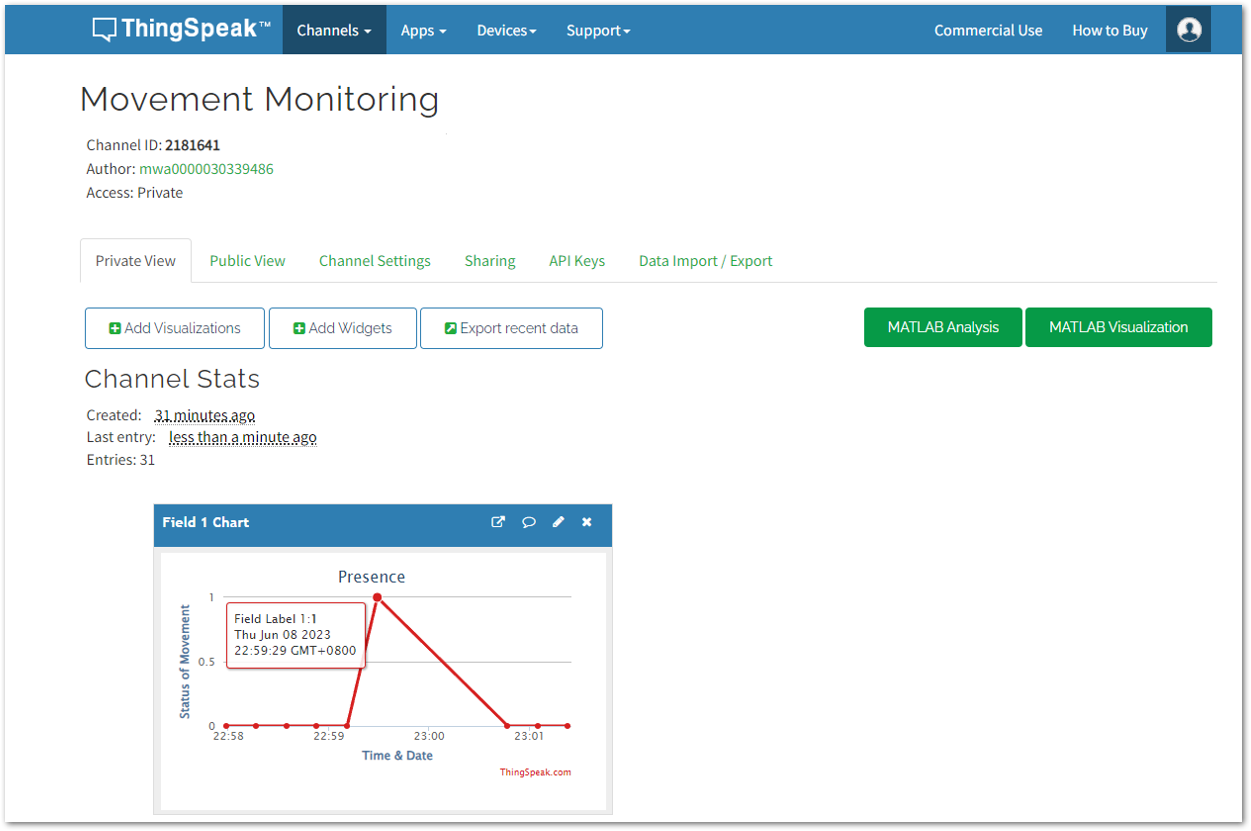 ThingSpeak™ Channels Apps Devices Support Commercial Use How to Buy
Movement Monitoring
Channel ID: 2181641
Author: mwa0000030339486
Access: Private
Private View Public View Channel Settings Sharing API Keys Data Import / Export
Add Visualizations Add Widgets Export recent data MATLAB Analysis MATLAB Visualization
Channel Stats
Created: 31 minutes ago
Last entry: less than a minute ago
Entries: 31
Field 1 Chart
Presence
Status of Movement
1
0.5
0
Field Label 1:1
Thu Jun 08 2023
22:59:29 GMT+0800
22:58 22:59 23:00 23:01
Time & Date
ThingSpeak.com